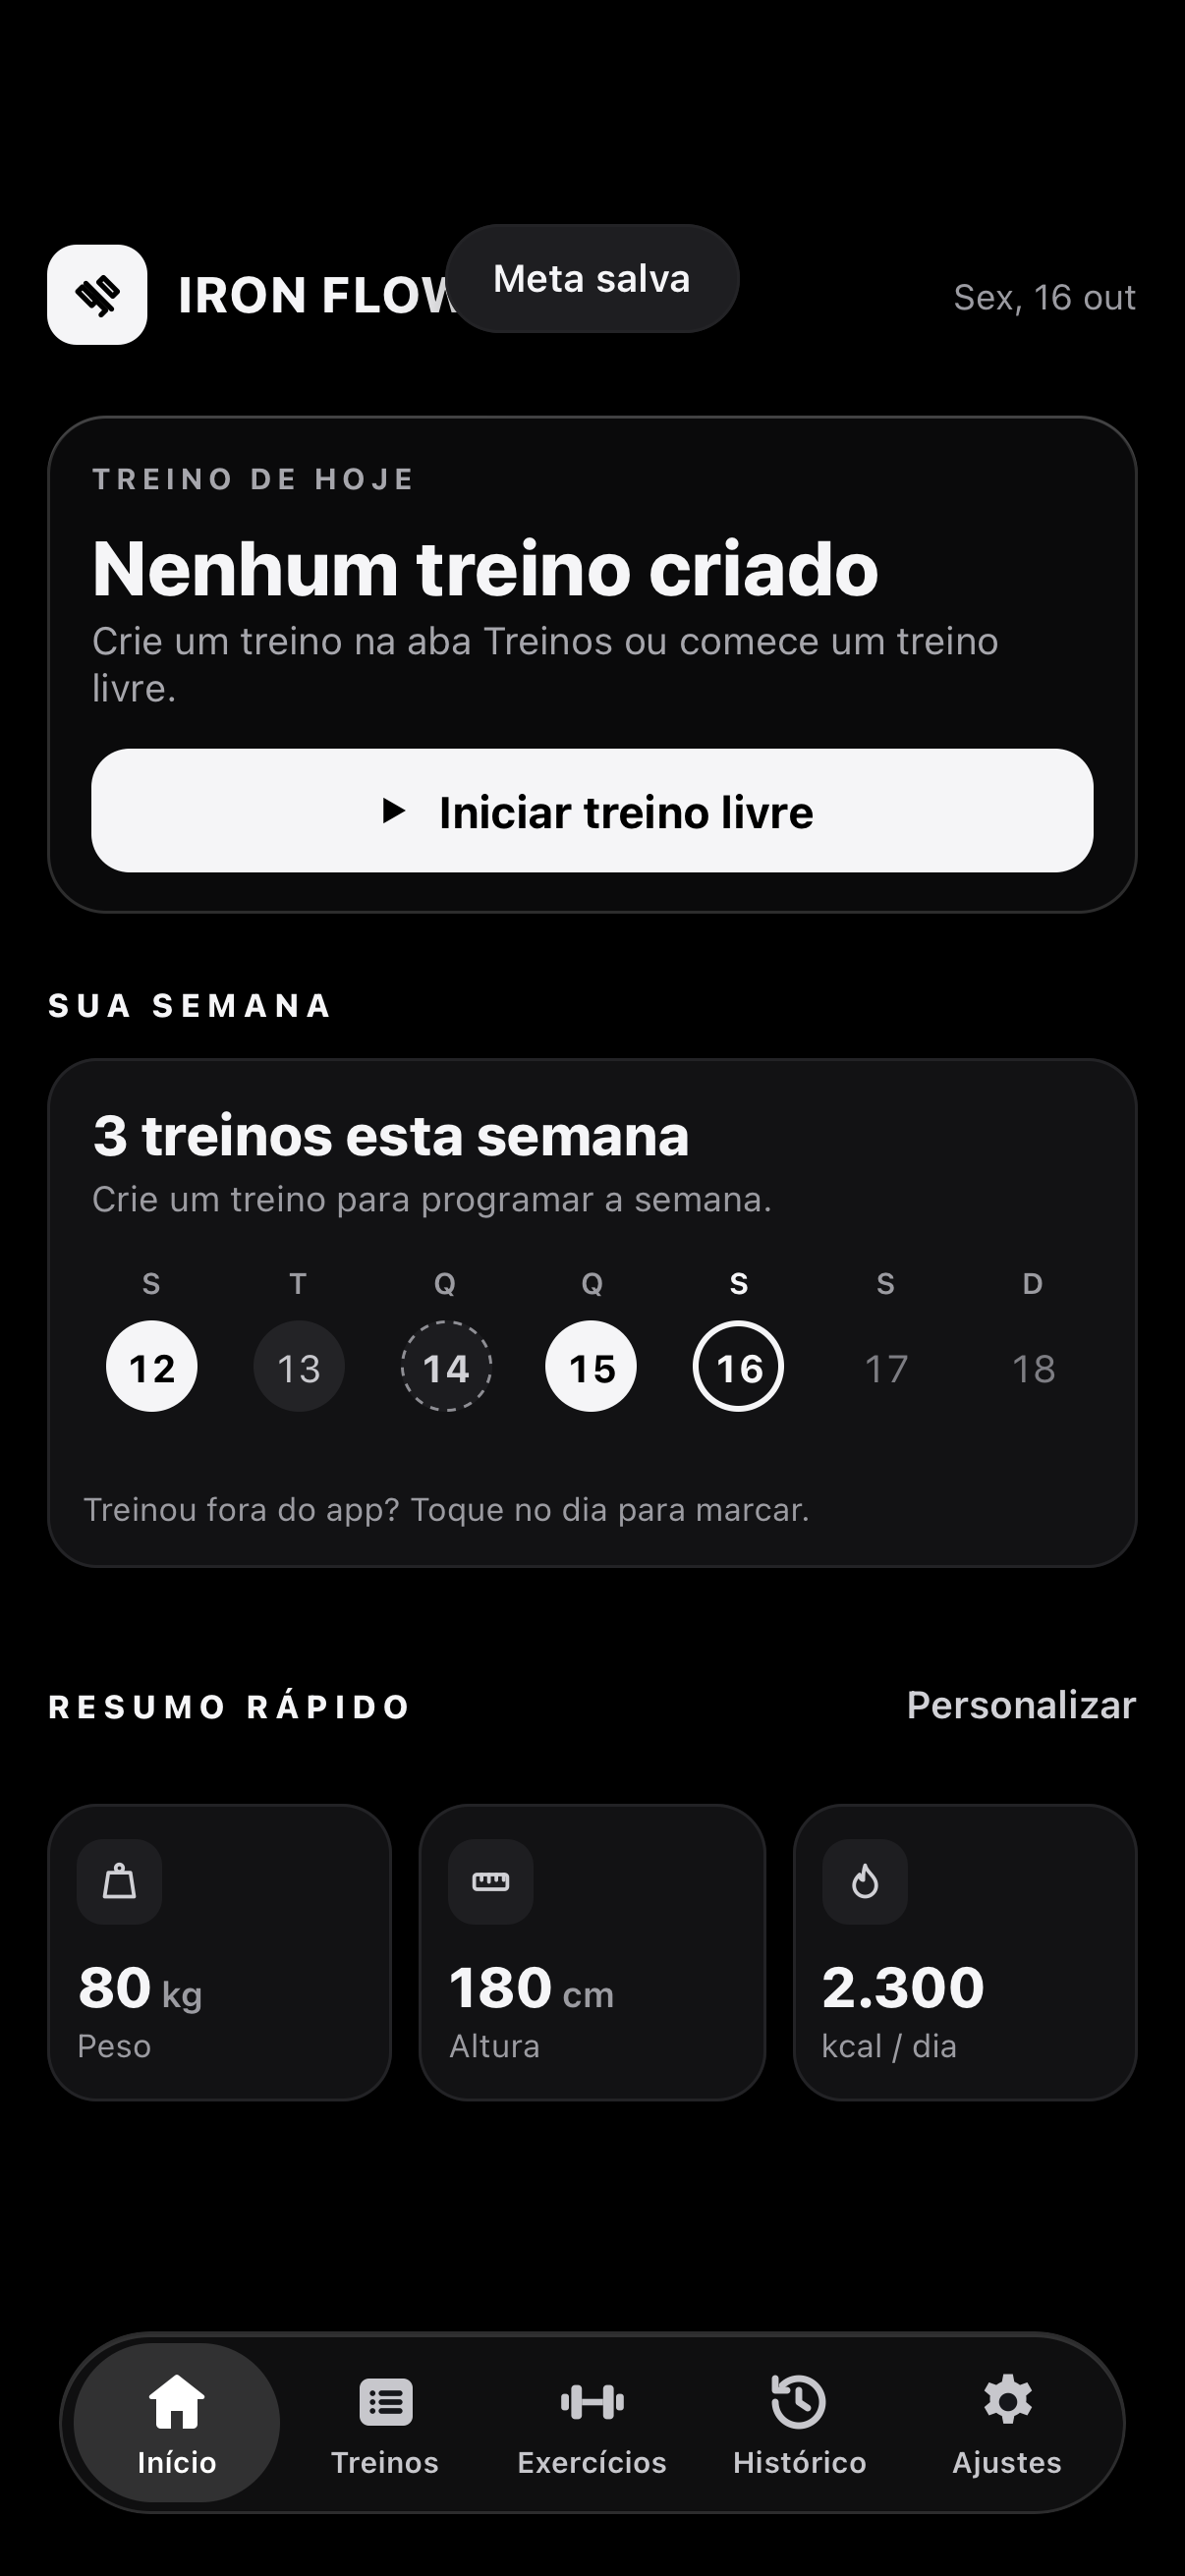 IRON FLOW
Meta salva
Sex, 16 out
TREINO DE HOJE
Nenhum treino criado
Crie um treino na aba Treinos ou comece um treino
livre.
Iniciar treino livre
SUA SEMANA
3 treinos esta semana
Crie um treino para programar a semana.
S T Q Q S S D
12 13 14 15 16 17 18
Treinou fora do app? Toque no dia para marcar.
RESUMO RÁPIDO
Personalizar
80 kg
Peso
180 cm
Altura
2.300
kcal / dia
Início
Treinos
Exercícios
Histórico
Ajustes